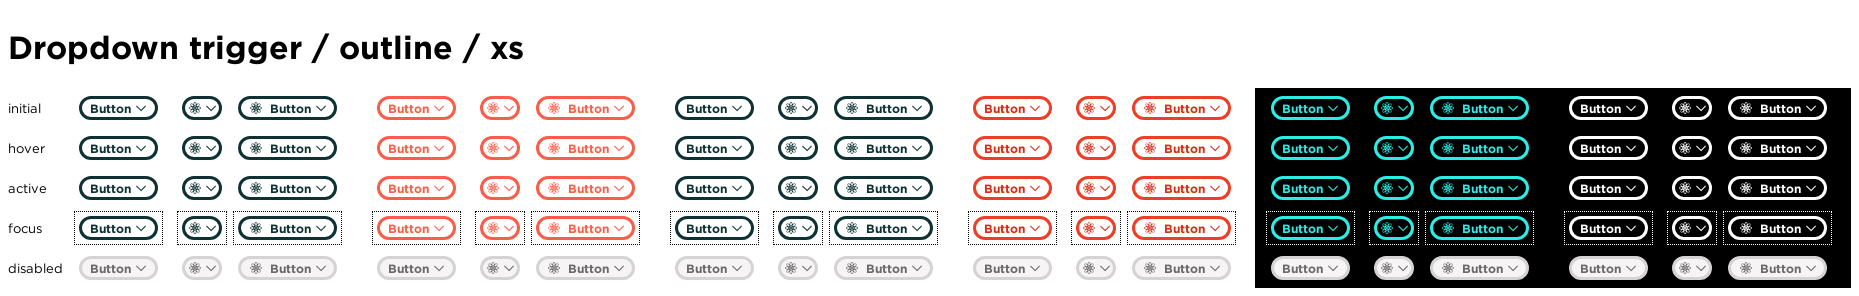 Dropdown trigger / outline / xs
initial Button Button Button Button Button Button Button Button Button Button Button Button
hover Button Button Button Button Button Button Button Button Button Button Button Button
active Button Button Button Button Button Button Button Button Button Button Button Button
focus Button Button Button Button Button Button Button Button Button Button Button Button
disabled Button Button Button Button Button Button Button Button Button Button Button Button